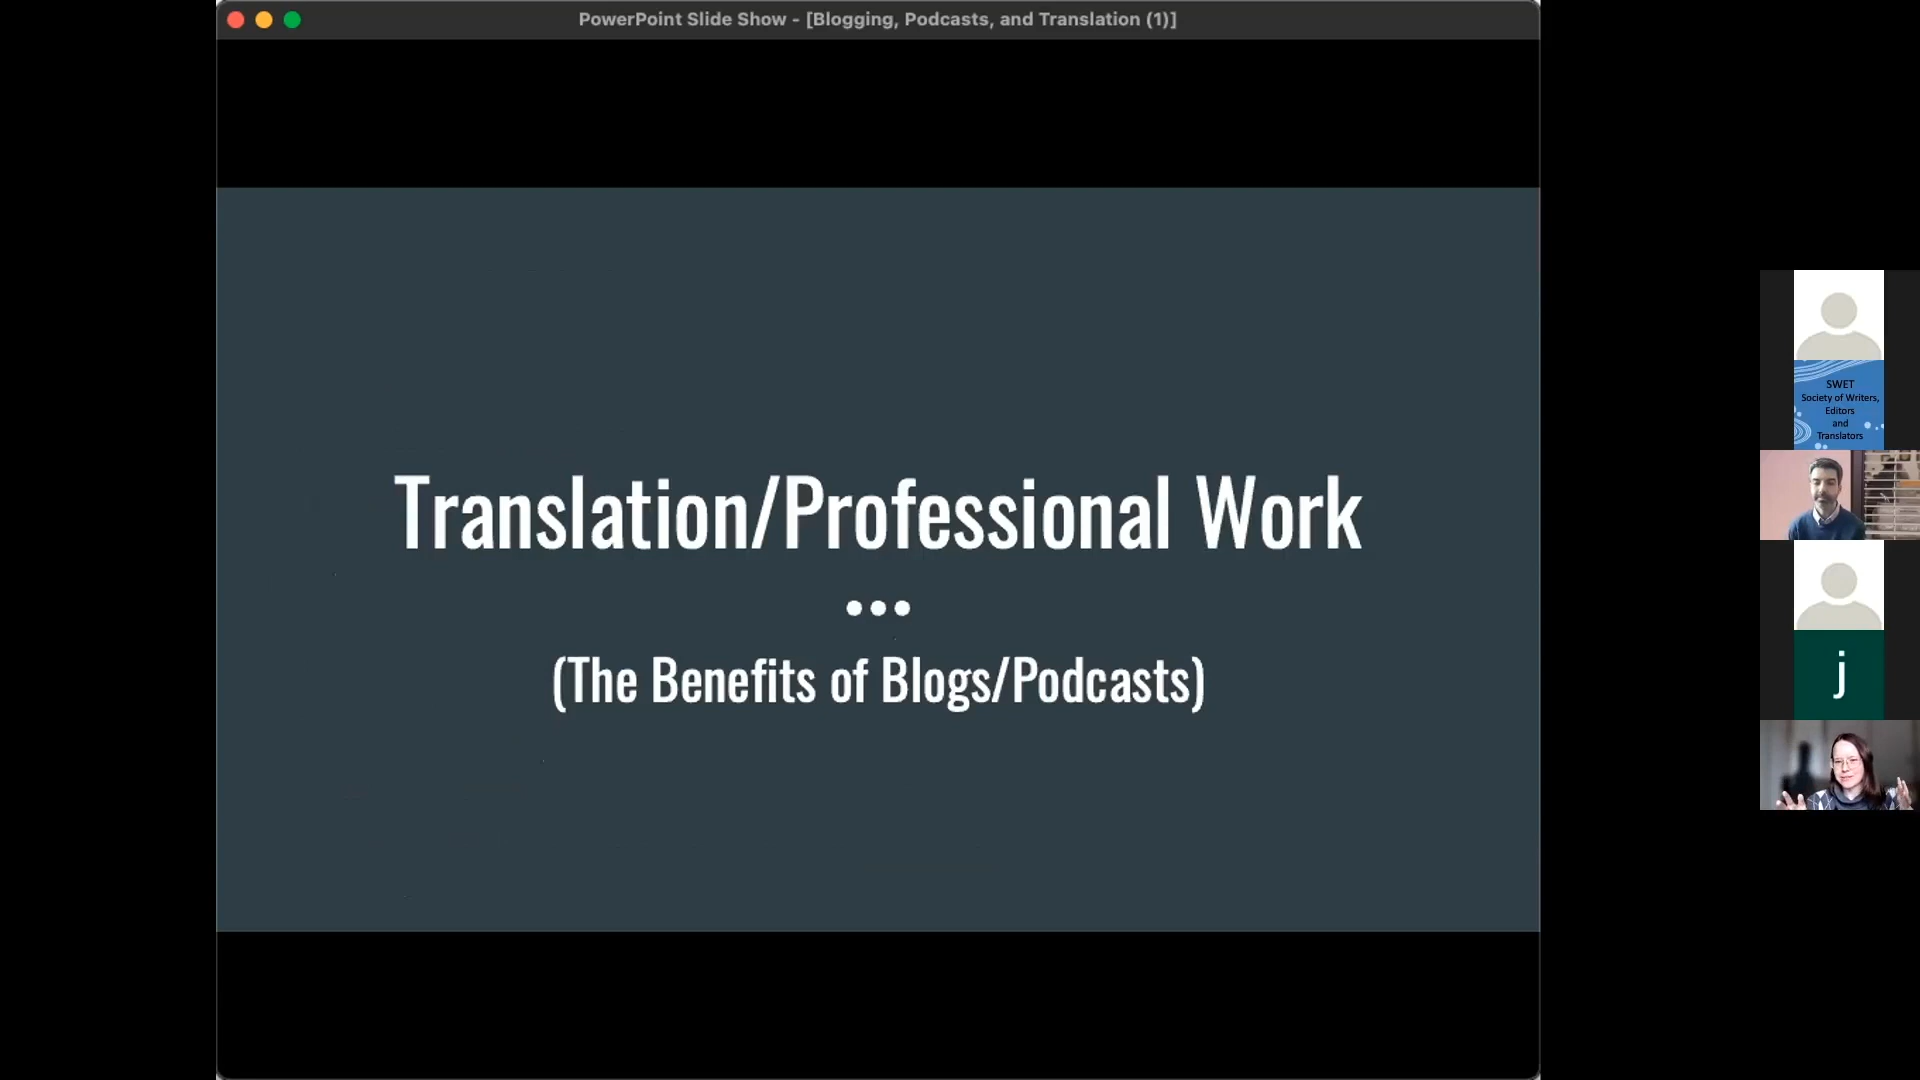 PowerPoint Slide Show - [Blogging, Podcasts, and Translation (1)]
Translation/Professional Work
(The Benefits of Blogs/Podcasts)
SWET
Society of Writers,
Editors
and
Translators
j